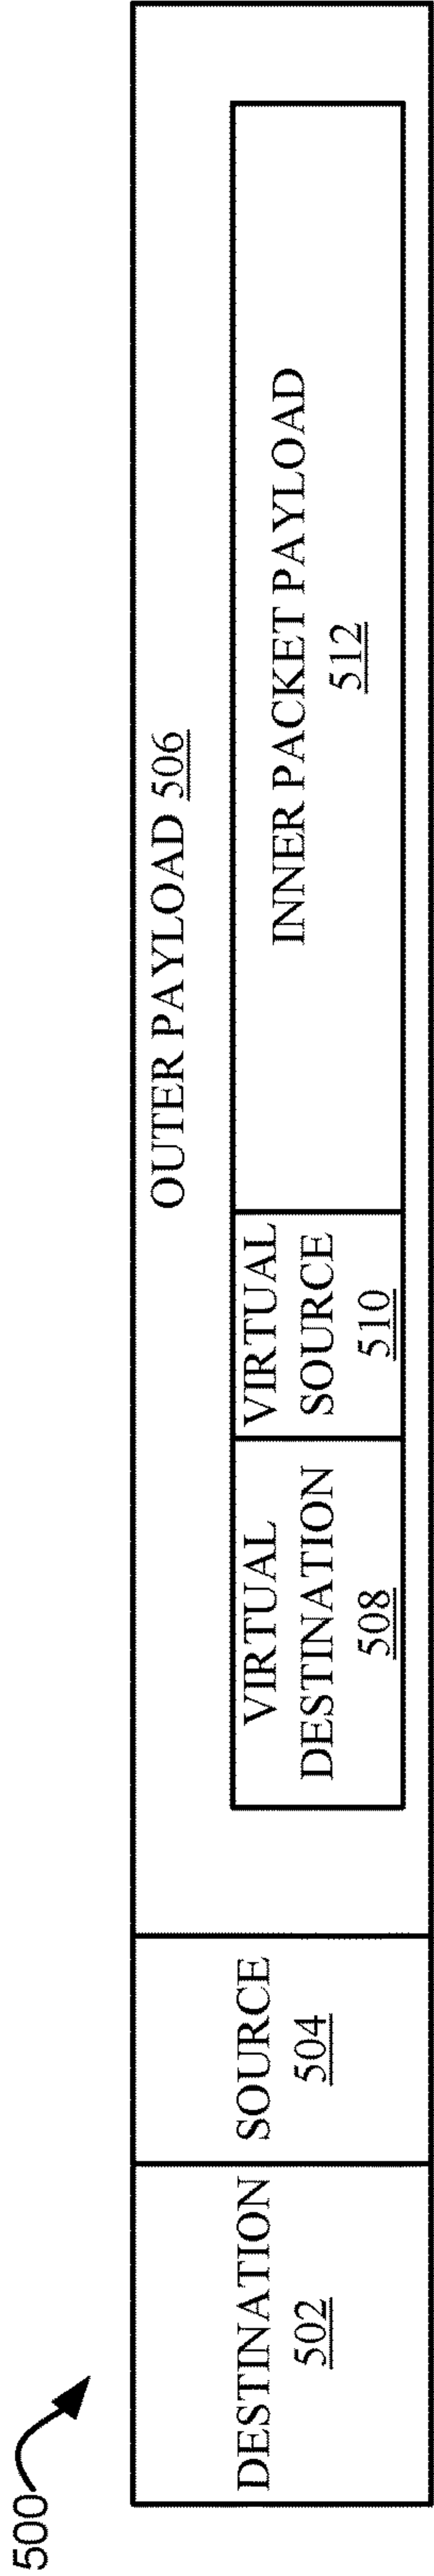 500
DESTINATION
502
SOURCE
504
OUTER PAYLOAD 506
VIRTUAL
DESTINATION
508
VIRTUAL
SOURCE
510
INNER PACKET PAYLOAD
512